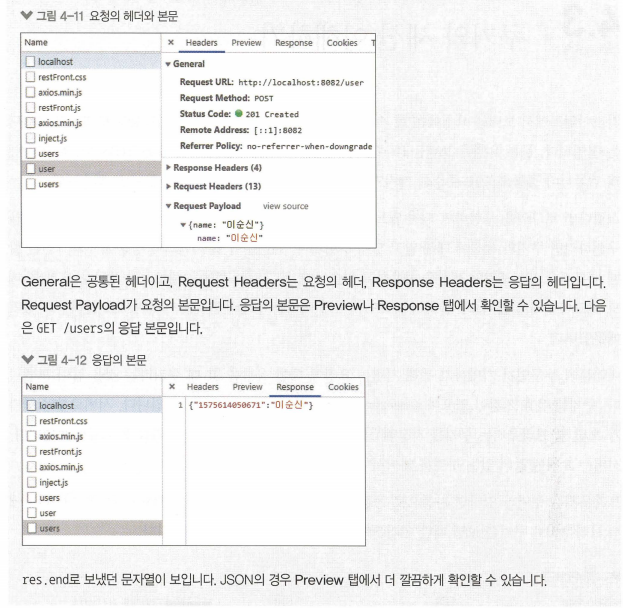 그림 4-11 요청의 헤더와 본문
Name
× Headers Preview Response Cookies T
localhost
restFront.css
axios.min.js
restFront.js
axios.min.js
inject.js
users
user
users
▼ General
Request URL: http://localhost:8082/user
Request Method: POST
Status Code: 201 Created
Remote Address: [::1]:8082
Referrer Policy: no-referrer-when-downgrade
▶ Response Headers (4)
▶ Request Headers (13)
▼ Request Payload view source
▼ {name: "이순신"}
name: "이순신"
General은 공통된 헤더이고, Request Headers는 요청의 헤더, Response Headers는 응답의 헤더입니다.
Request Payload가 요청의 본문입니다. 응답의 본문은 Preview나 Response 탭에서 확인할 수 있습니다. 다음
은 GET /users의 응답 본문입니다.
그림 4-12 응답의 본문
Name
× Headers Preview Response Cookies
localhost
restFront.css
axios.min.js
restFront.js
axios.min.js
inject.js
users
user
users
1 {"1575614050671":"이순신"}
res.end로 보냈던 문자열이 보입니다. JSON의 경우 Preview 탭에서 더 깔끔하게 확인할 수 있습니다.